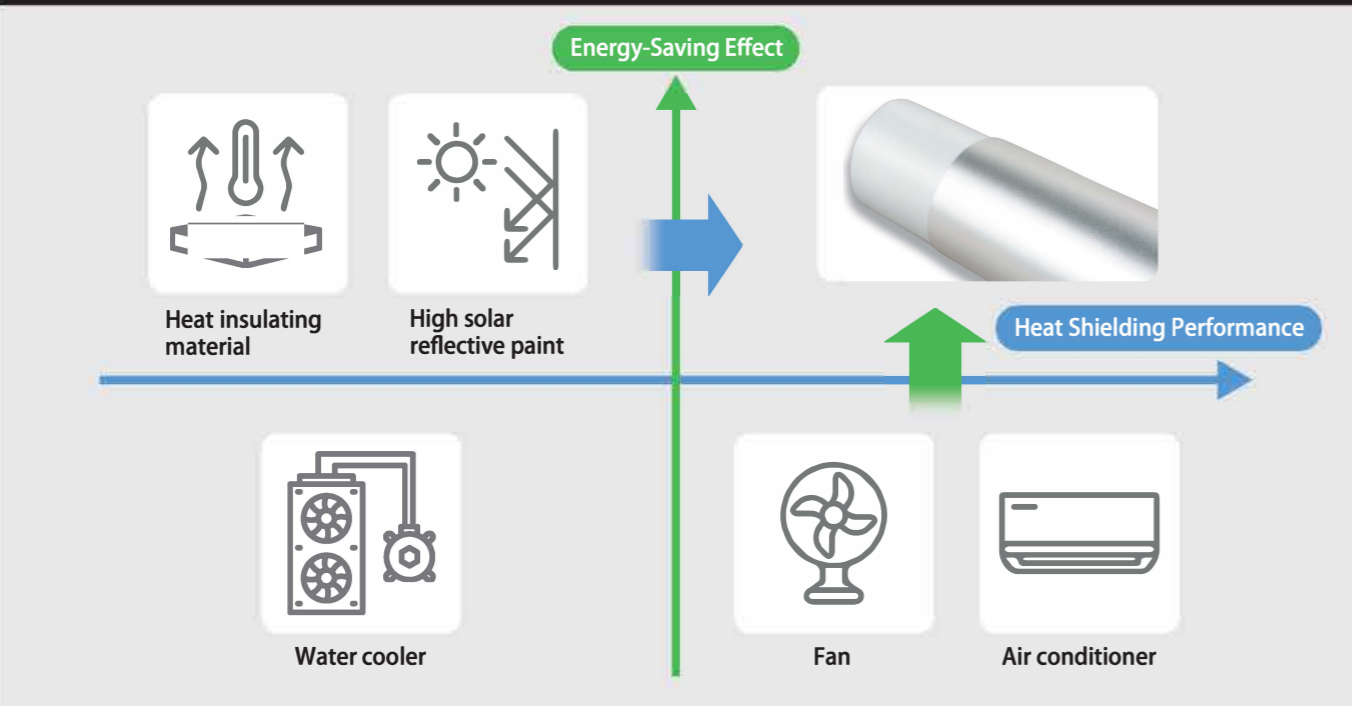 Energy-Saving Effect
Heat insulating
material
High solar
reflective paint
Heat Shielding Performance
Water cooler
Fan
Air conditioner